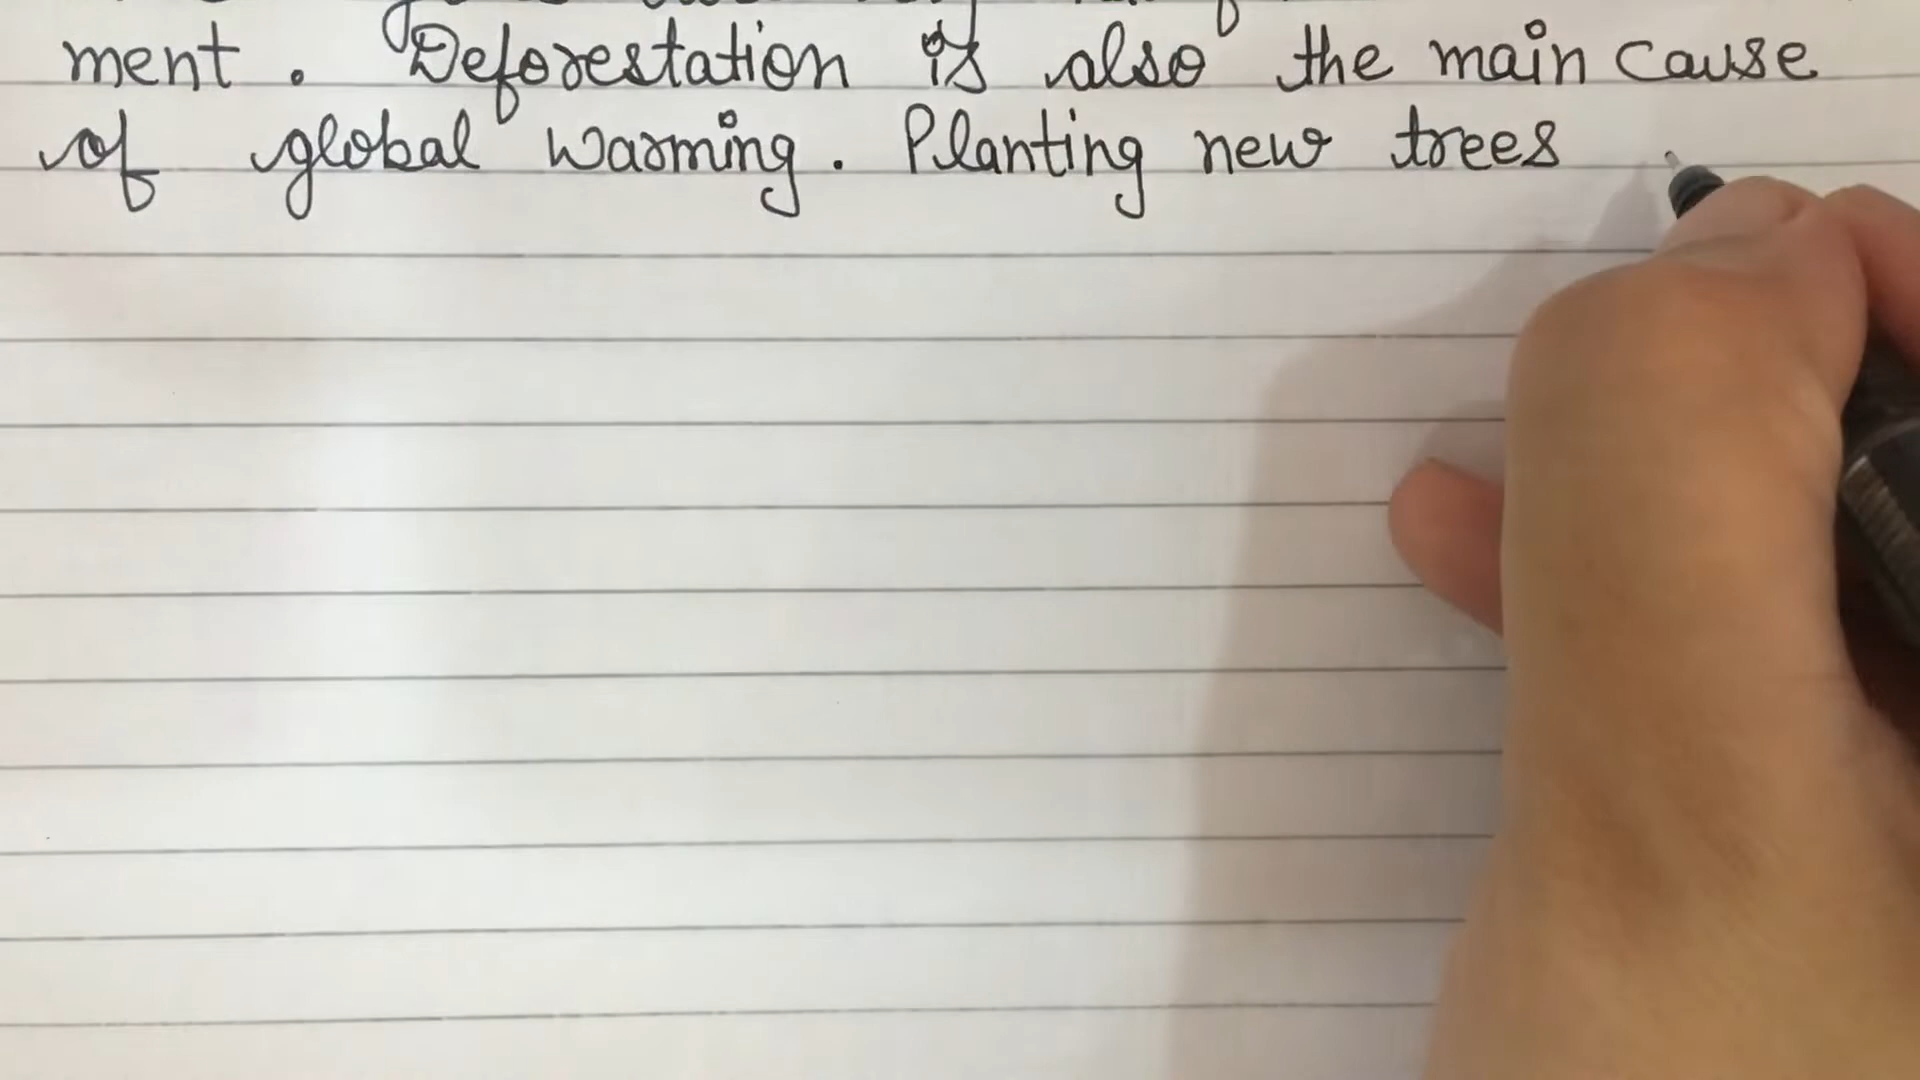 ment. Deforestation is also the main cause
of global warming. Planting new trees